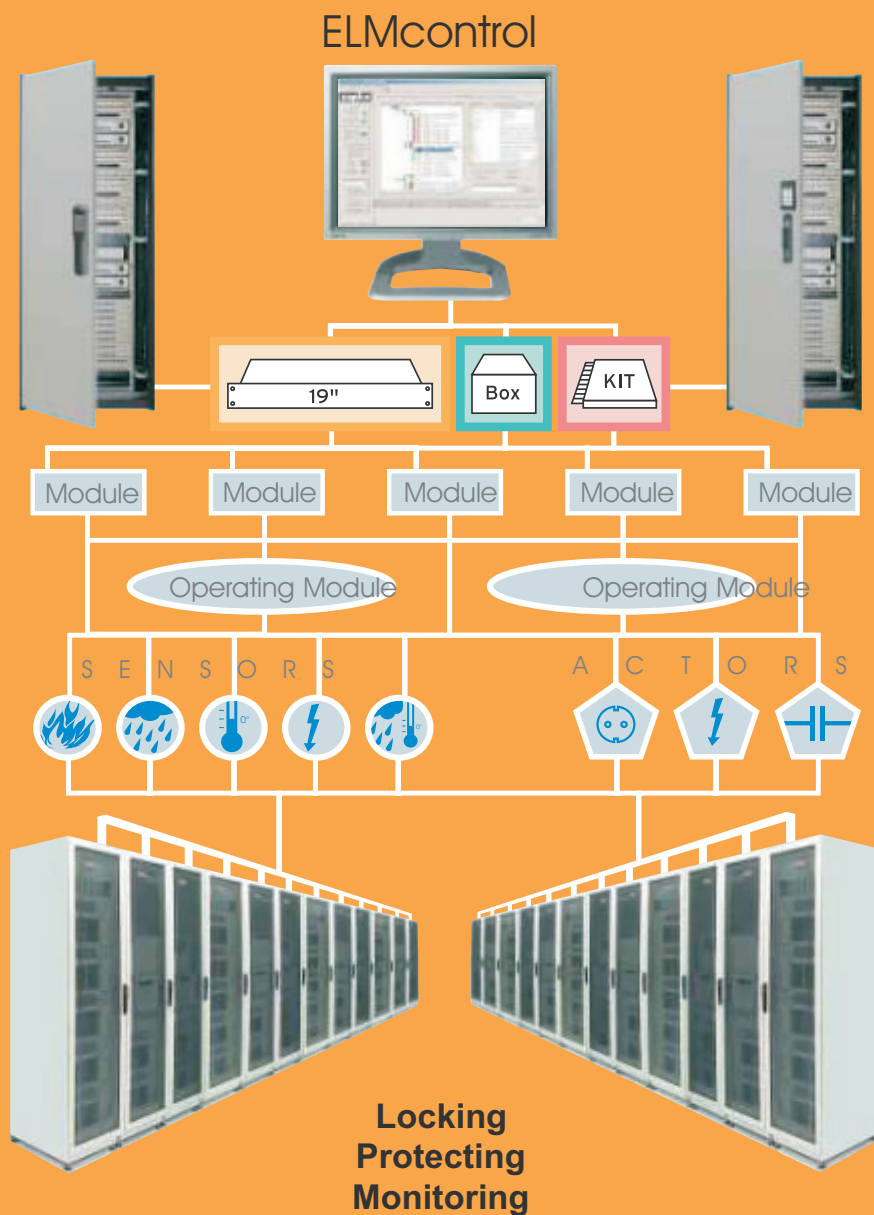 ELMcontrol
19"
Box
KIT
Module
Module
Module
Module
Module
Operating Module
Operating Module
SENSORS
ACTORS
0°
0°
Locking
Protecting
Monitoring